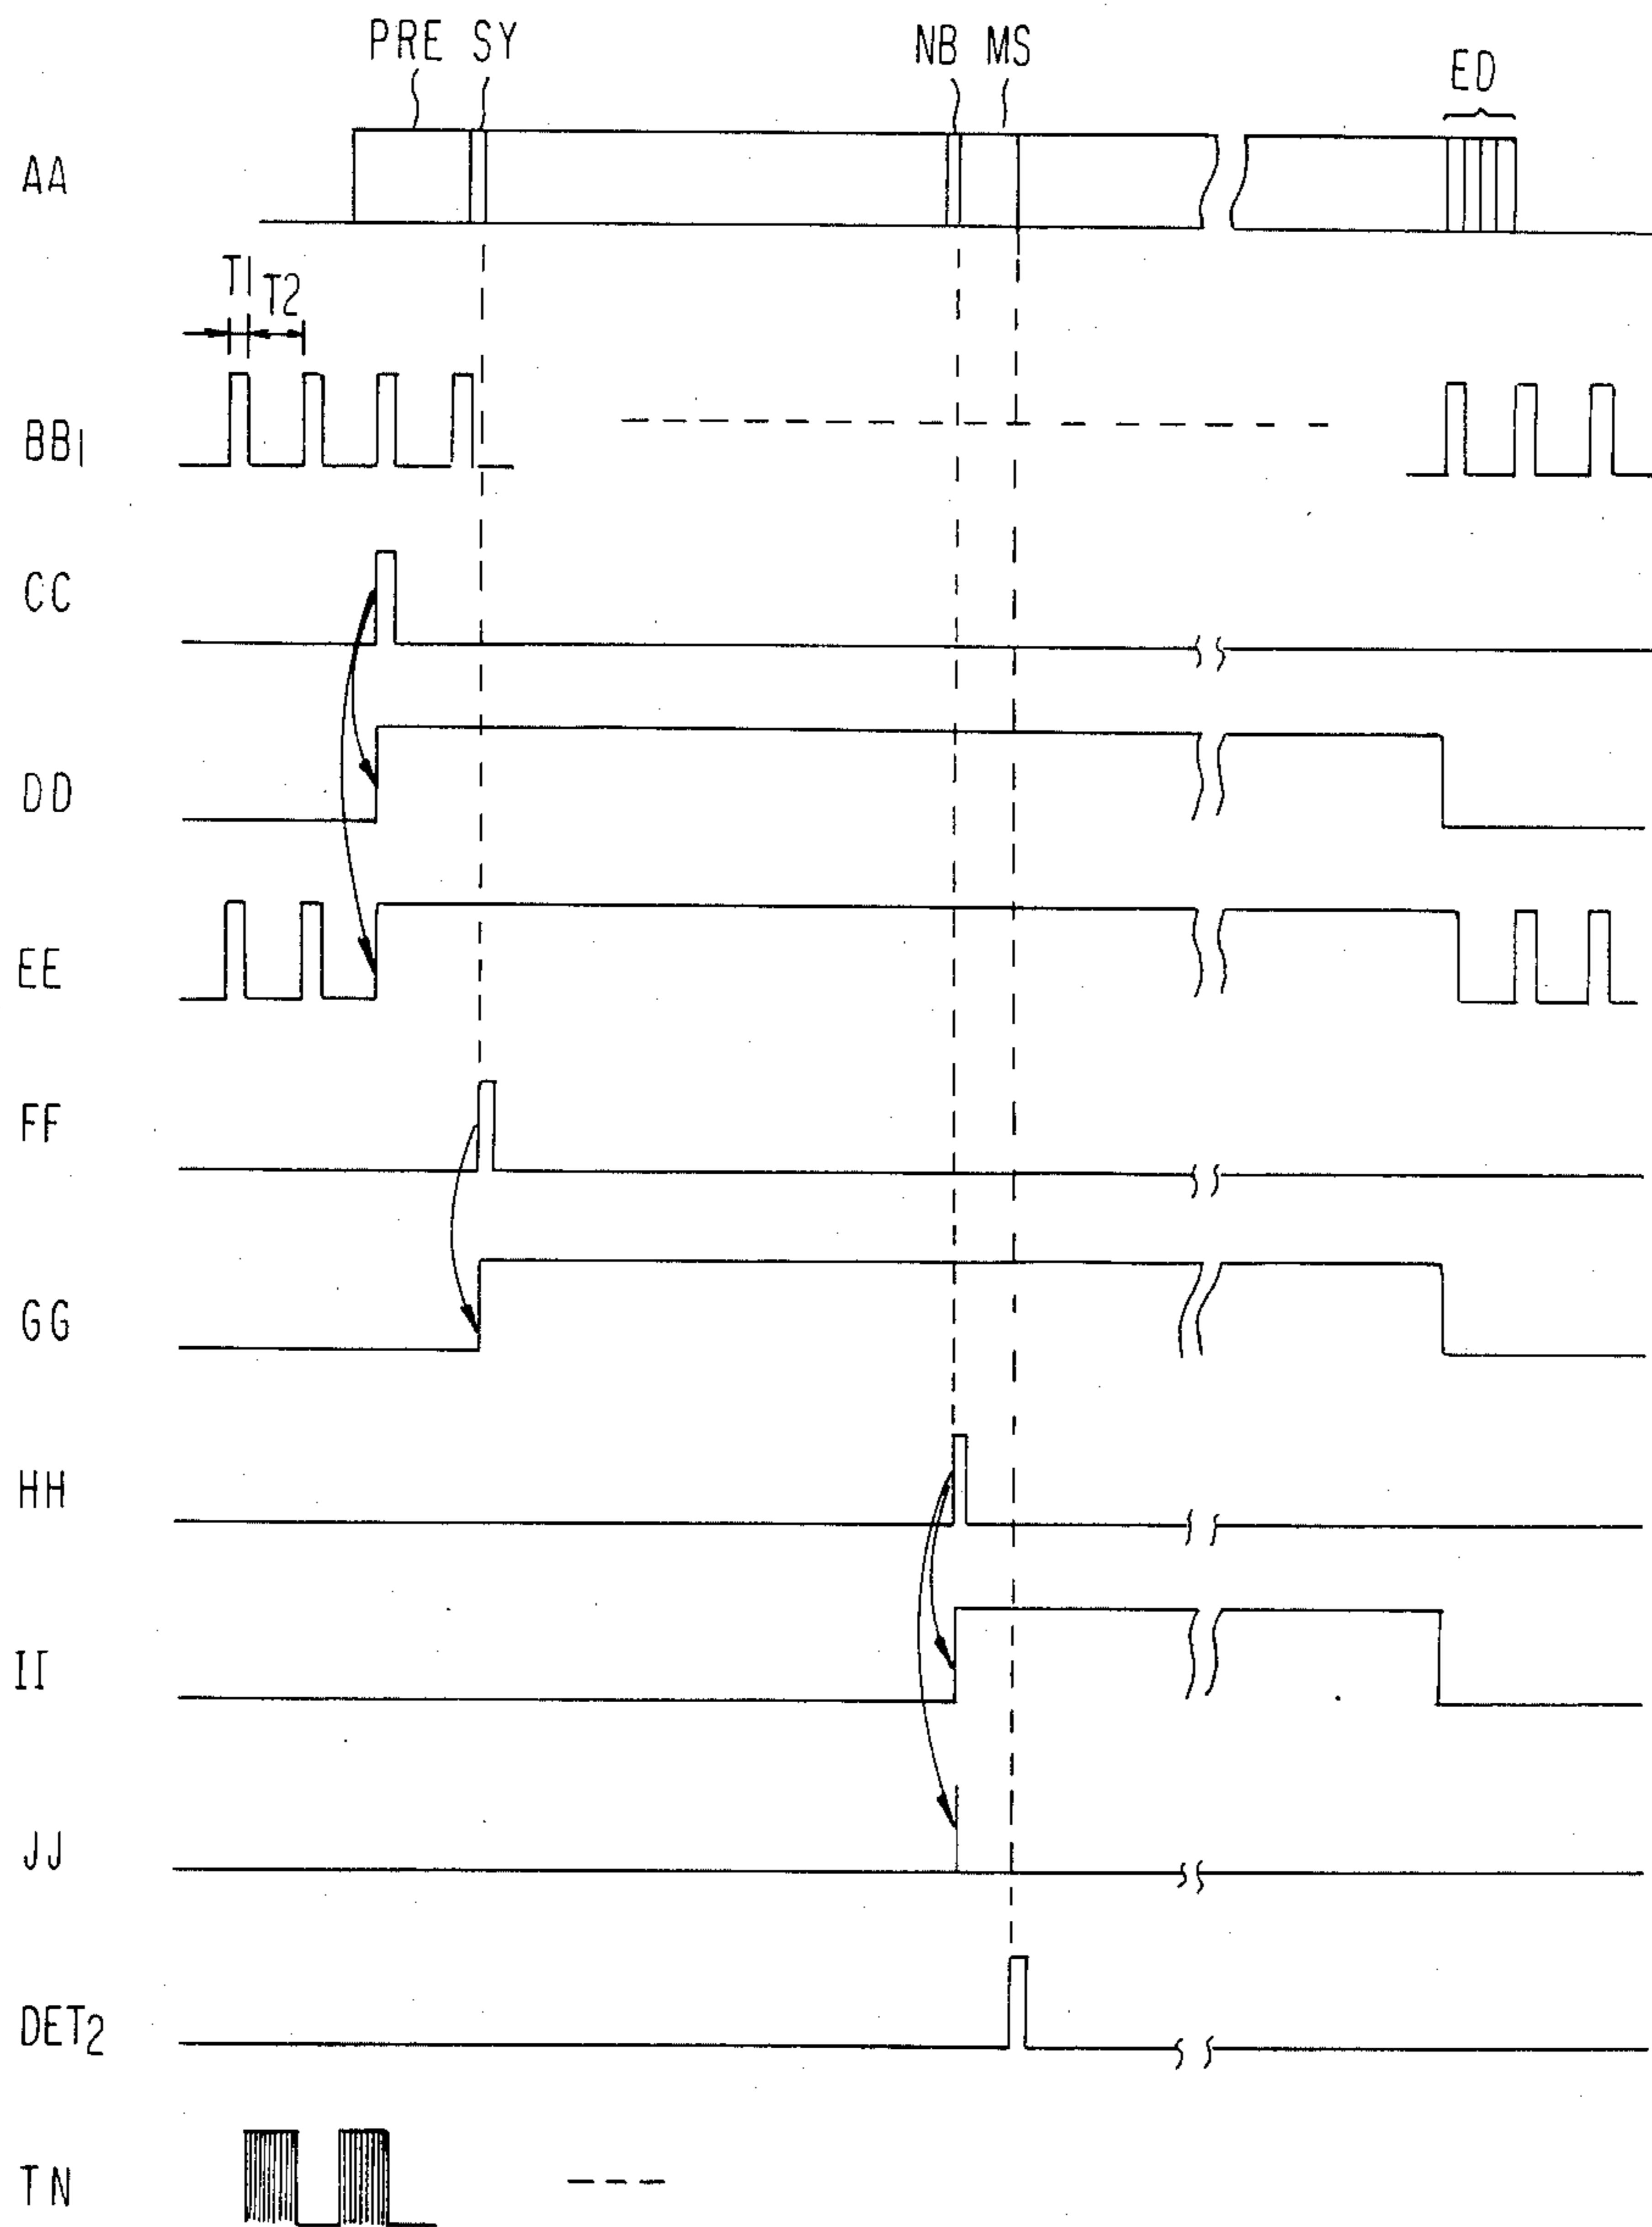 PRE SY NB MS ED
AA
T1 T2
BB1
CC
DD
EE
FF
GG
HH
II
JJ
DET2
TN